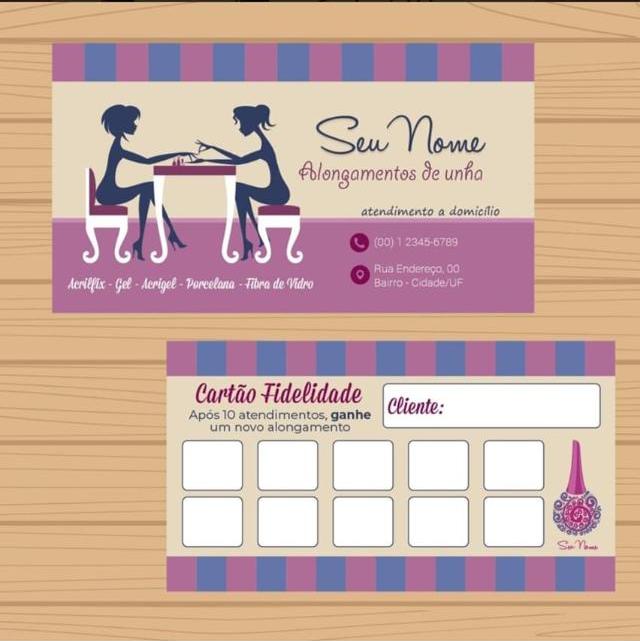 Seu Nome
Alongamentos de unha
atendimento a domicílio
(00) 1 2345-6789
Rua Endereço, 00
Bairro - Cidade/UF
Acrilfix - Gel - Acrigel - Porcelana - Fibra de Vidro
Cartão Fidelidade
Após 10 atendimentos, ganhe
um novo alongamento
Cliente:
Seu Nome